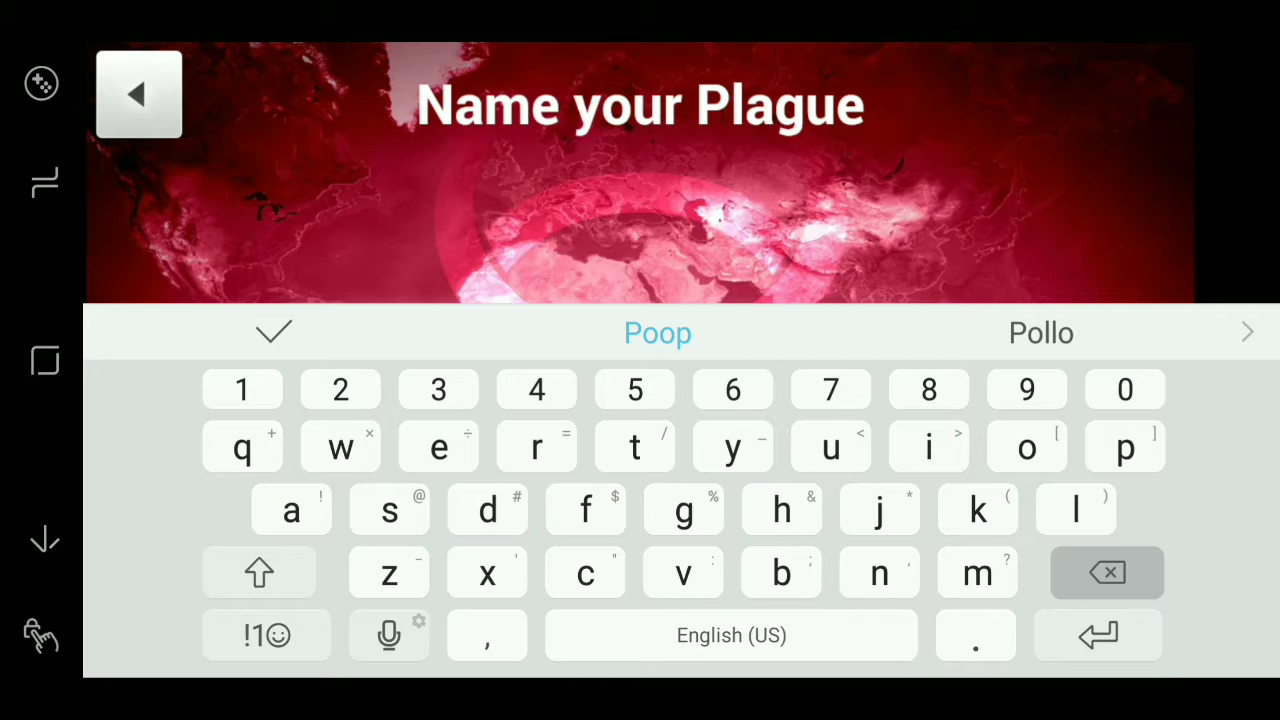 Name your Plague
Poop Pollo
1 2 3 4 5 6 7 8 9 0
q + w × e ÷ r = t / y _ u < i > o [ p ]
a ! s @ d # f $ g % h & j * k ( l )
z - x ' c " v : b ; n , m ?
!1☺ , English (US) .